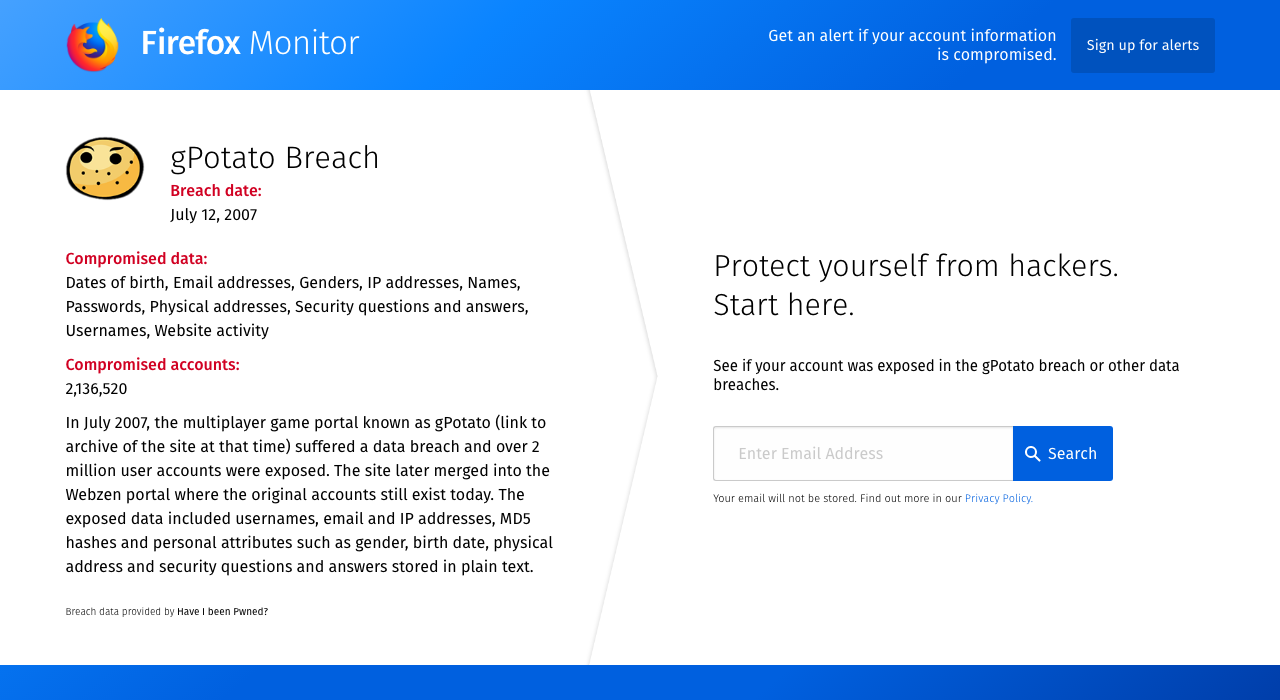 Firefox Monitor
Get an alert if your account information
is compromised.
Sign up for alerts
gPotato Breach
Breach date:
July 12, 2007
Compromised data:
Dates of birth, Email addresses, Genders, IP addresses, Names,
Passwords, Physical addresses, Security questions and answers,
Usernames, Website activity
Compromised accounts:
2,136,520
In July 2007, the multiplayer game portal known as gPotato (link to
archive of the site at that time) suffered a data breach and over 2
million user accounts were exposed. The site later merged into the
Webzen portal where the original accounts still exist today. The
exposed data included usernames, email and IP addresses, MD5
hashes and personal attributes such as gender, birth date, physical
address and security questions and answers stored in plain text.
Breach data provided by Have I been Pwned?
Protect yourself from hackers.
Start here.
See if your account was exposed in the gPotato breach or other data
breaches.
Enter Email Address
Search
Your email will not be stored. Find out more in our Privacy Policy.